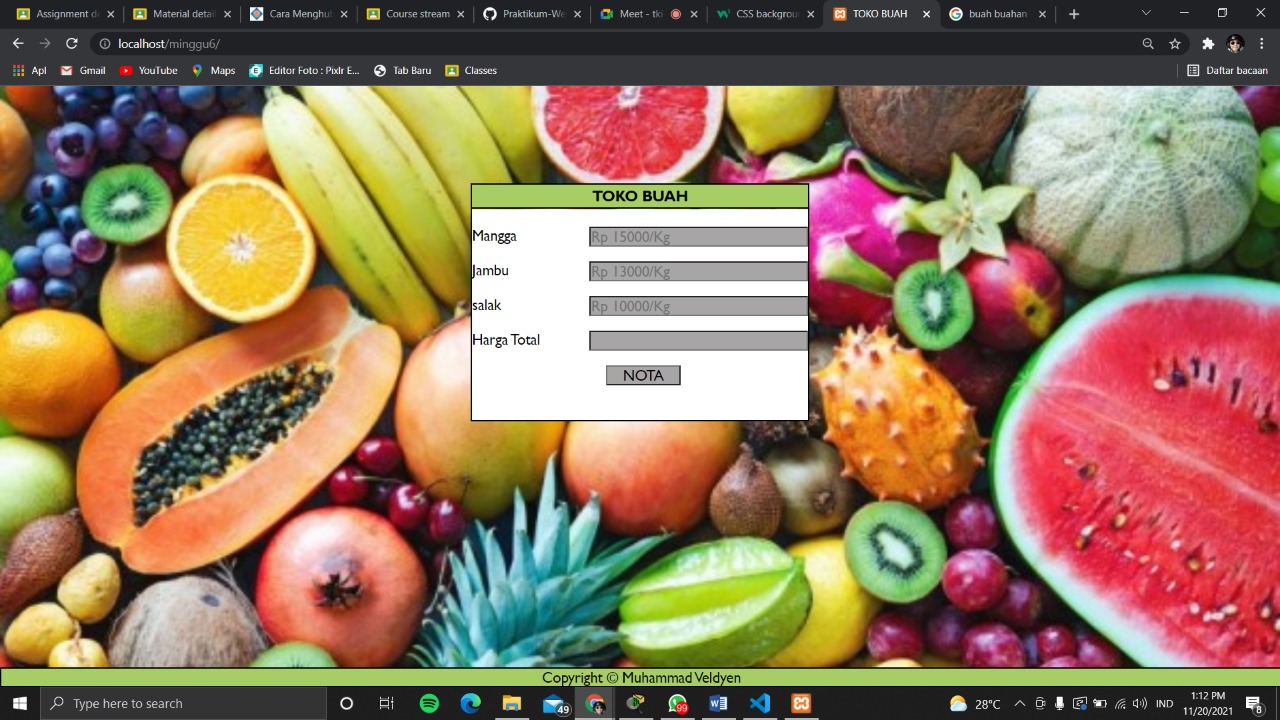 Assignment de
Material detail
Cara Menghub
Course stream
Praktikum-We
Meet - tki
CSS backgroun
TOKO BUAH
buah buahan
localhost/minggu6/
Apl
Gmail
YouTube
Maps
Editor Foto : Pixlr E...
Tab Baru
Classes
Daftar bacaan
TOKO BUAH
Mangga
Rp 15000/Kg
Jambu
Rp 13000/Kg
salak
Rp 10000/Kg
Harga Total
NOTA
Copyright © Muhammad Veldyen
Type here to search
49
99
28°C
IND
1:12 PM
11/20/2021
8